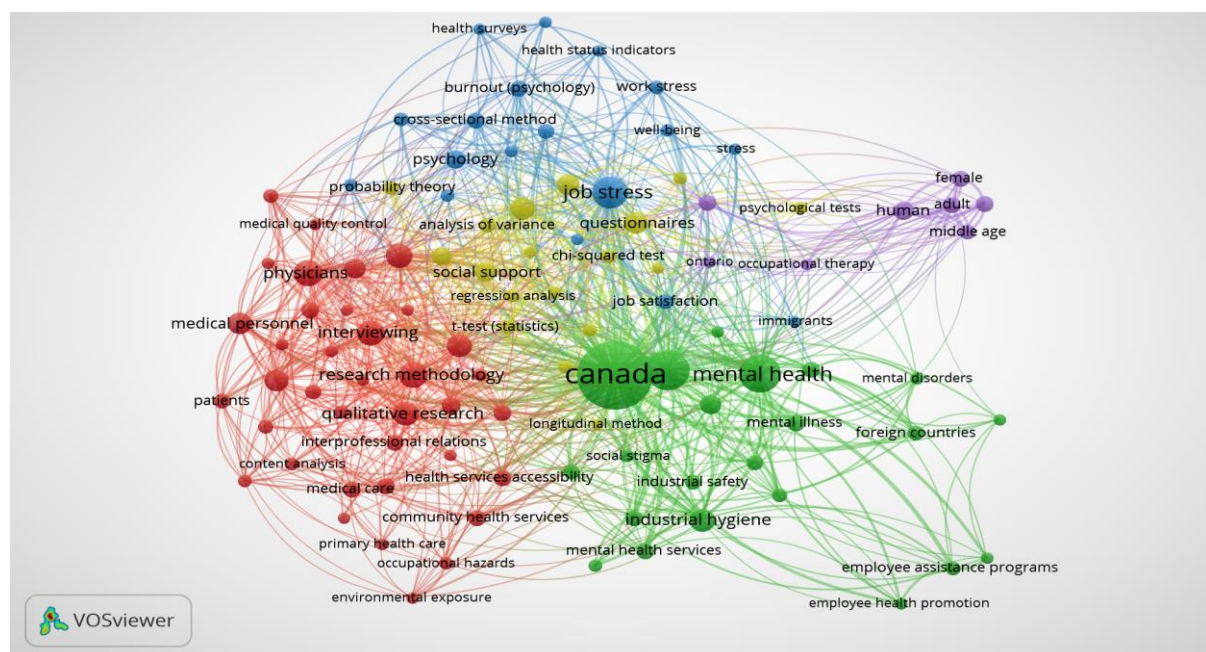 health surveys
health status indicators
burnout (psychology)
work stress
cross-sectional method
well-being
stress
psychology
female
probability theory
job stress
psychological tests
human
adult
medical quality control
analysis of variance
questionnaires
middle age
chi-squared test
ontario
occupational therapy
physicians
social support
regression analysis
job satisfaction
medical personnel
interviewing
t-test (statistics)
immigrants
research methodology
canada
mental health
mental disorders
patients
qualitative research
longitudinal method
mental illness
foreign countries
interprofessional relations
social stigma
content analysis
health services accessibility
industrial safety
medical care
community health services
industrial hygiene
primary health care
mental health services
occupational hazards
employee assistance programs
environmental exposure
employee health promotion
VOSviewer